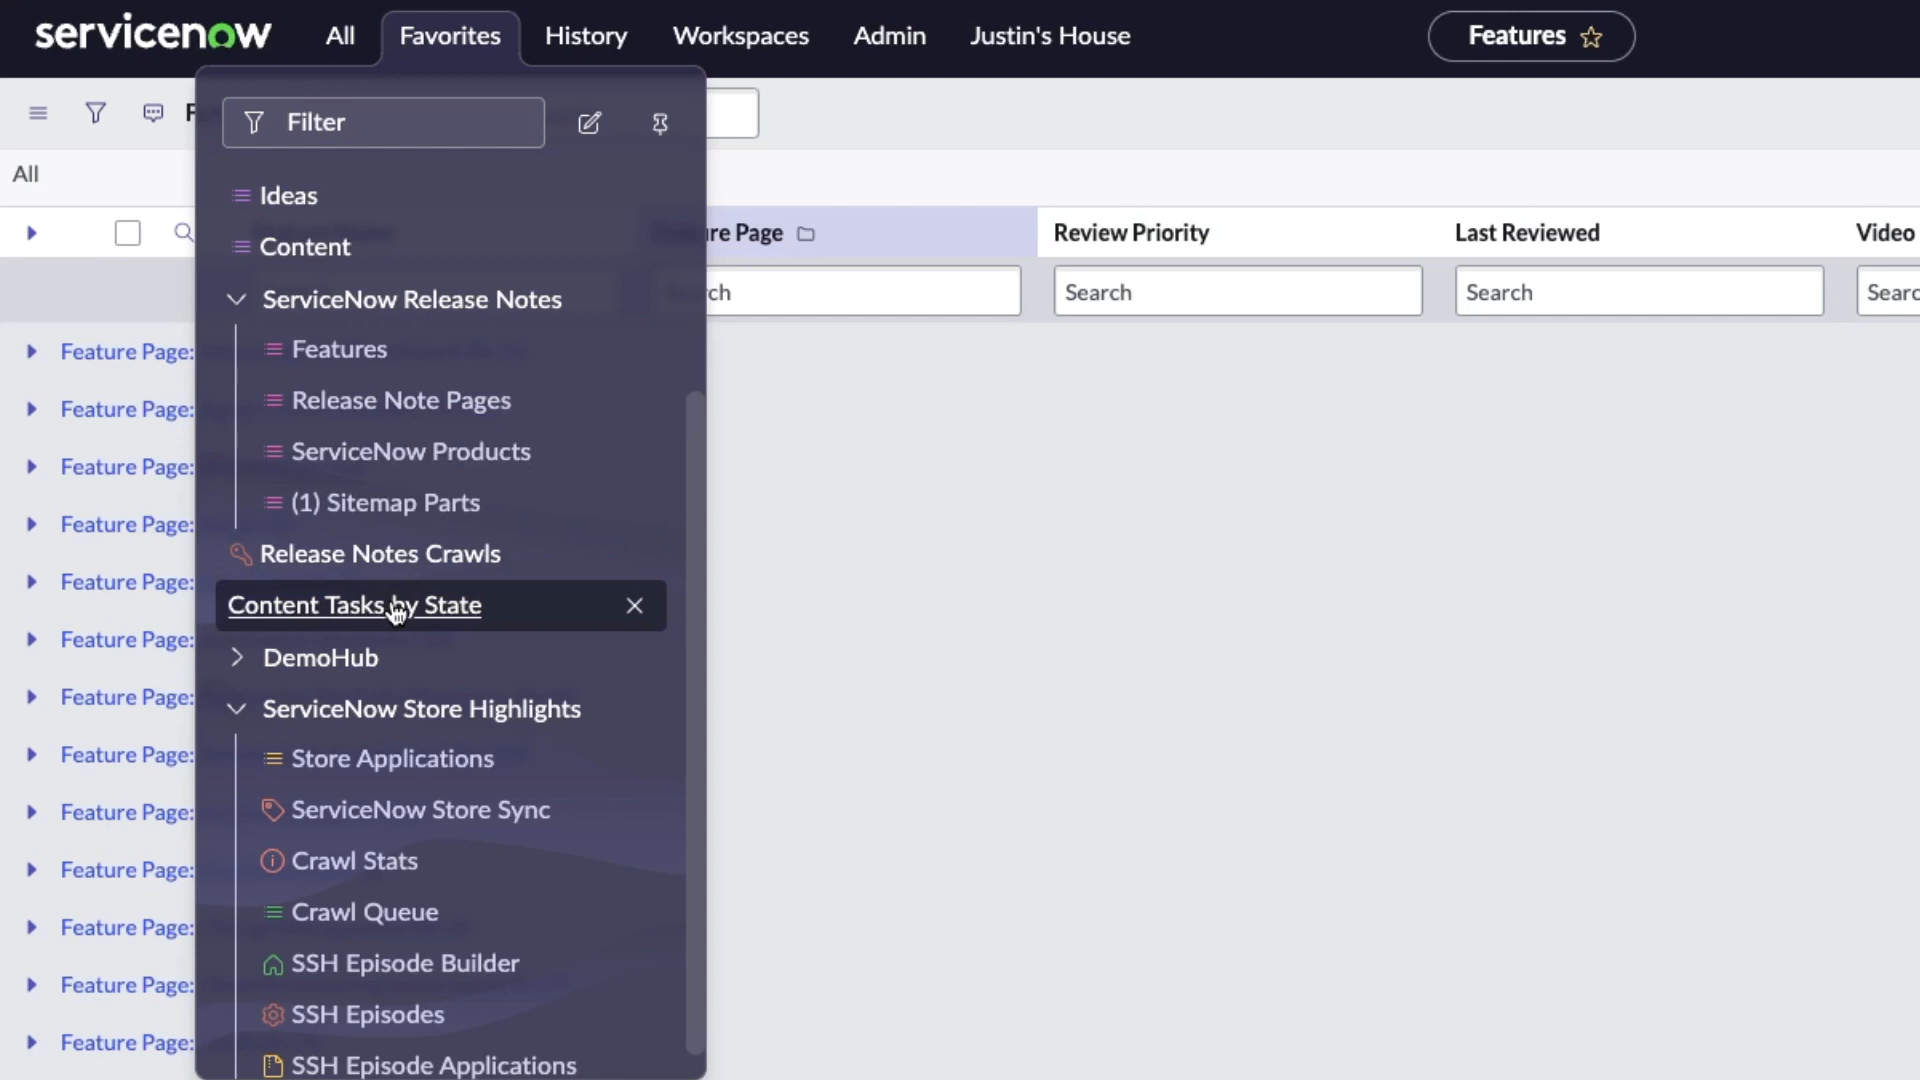 servicenow All Favorites History Workspaces Admin Justin's House Features
Filter
All
Ideas
Content
re Page Review Priority Last Reviewed Video
ch Search Search Searc
ServiceNow Release Notes
Features
Release Note Pages
ServiceNow Products
(1) Sitemap Parts
Release Notes Crawls
Content Tasks by State
DemoHub
ServiceNow Store Highlights
Store Applications
ServiceNow Store Sync
Crawl Stats
Crawl Queue
SSH Episode Builder
SSH Episodes
SSH Episode Applications
Feature Page:
Feature Page:
Feature Page:
Feature Page:
Feature Page:
Feature Page:
Feature Page:
Feature Page:
Feature Page:
Feature Page:
Feature Page:
Feature Page:
Feature Page: